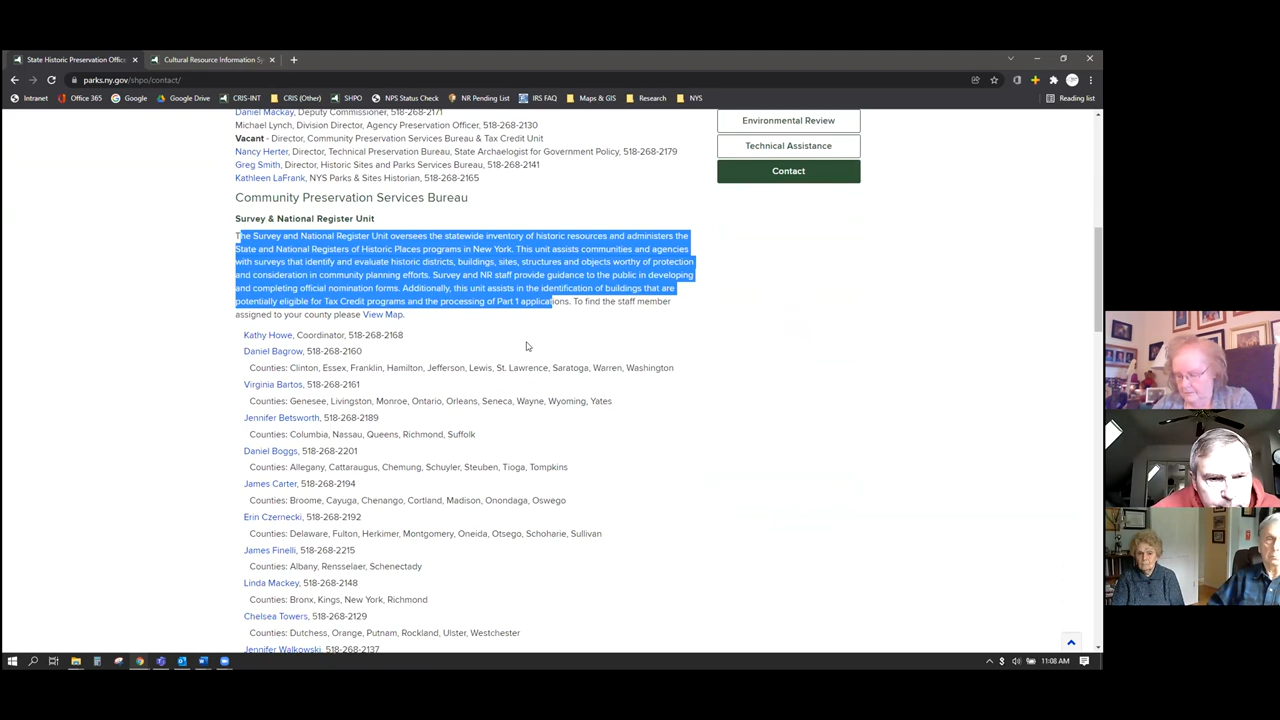 State Historic Preservation Offic
Cultural Resource Information Sy
parks.ny.gov/shpo/contact/
Intranet Office 365 Google Google Drive CRIS-INT CRIS (Other) SHPO NPS Status Check NR Pending List IRS FAQ Maps & GIS Research NYS Reading list
Daniel Mackay, Deputy Commissioner, 518-268-2171
Michael Lynch, Division Director, Agency Preservation Officer, 518-268-2130
Vacant - Director, Community Preservation Services Bureau & Tax Credit Unit
Nancy Herter, Director, Technical Preservation Bureau, State Archaelogist for Government Policy, 518-268-2179
Greg Smith, Director, Historic Sites and Parks Services Bureau, 518-268-2141
Kathleen LaFrank, NYS Parks & Sites Historian, 518-268-2165
Environmental Review
Technical Assistance
Contact
Community Preservation Services Bureau
Survey & National Register Unit
The Survey and National Register Unit oversees the statewide inventory of historic resources and administers the
State and National Registers of Historic Places programs in New York. This unit assists communities and agencies
with surveys that identify and evaluate historic districts, buildings, sites, structures and objects worthy of protection
and consideration in community planning efforts. Survey and NR staff provide guidance to the public in developing
and completing official nomination forms. Additionally, this unit assists in the identification of buildings that are
potentially eligible for Tax Credit programs and the processing of Part 1 applications. To find the staff member
assigned to your county please View Map.
Kathy Howe, Coordinator, 518-268-2168
Daniel Bagrow, 518-268-2160
Counties: Clinton, Essex, Franklin, Hamilton, Jefferson, Lewis, St. Lawrence, Saratoga, Warren, Washington
Virginia Bartos, 518-268-2161
Counties: Genesee, Livingston, Monroe, Ontario, Orleans, Seneca, Wayne, Wyoming, Yates
Jennifer Betsworth, 518-268-2189
Counties: Columbia, Nassau, Queens, Richmond, Suffolk
Daniel Boggs, 518-268-2201
Counties: Allegany, Cattaraugus, Chemung, Schuyler, Steuben, Tioga, Tompkins
James Carter, 518-268-2194
Counties: Broome, Cayuga, Chenango, Cortland, Madison, Onondaga, Oswego
Erin Czernecki, 518-268-2192
Counties: Delaware, Fulton, Herkimer, Montgomery, Oneida, Otsego, Schoharie, Sullivan
James Finelli, 518-268-2215
Counties: Albany, Rensselaer, Schenectady
Linda Mackey, 518-268-2148
Counties: Bronx, Kings, New York, Richmond
Chelsea Towers, 518-268-2129
Counties: Dutchess, Orange, Putnam, Rockland, Ulster, Westchester
Jennifer Walkowski, 518-268-2137
11:08 AM